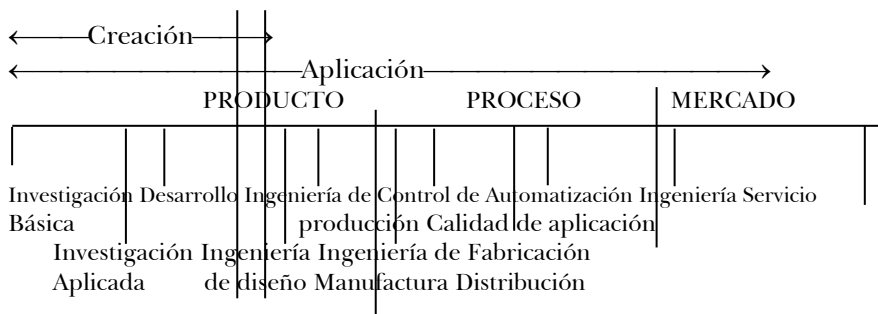 Creación
Aplicación
PRODUCTO PROCESO MERCADO
Investigación Desarrollo Ingeniería de Control de Automatización Ingeniería Servicio
Básica producción Calidad de aplicación
Investigación Ingeniería Ingeniería de Fabricación
Aplicada de diseño Manufactura Distribución